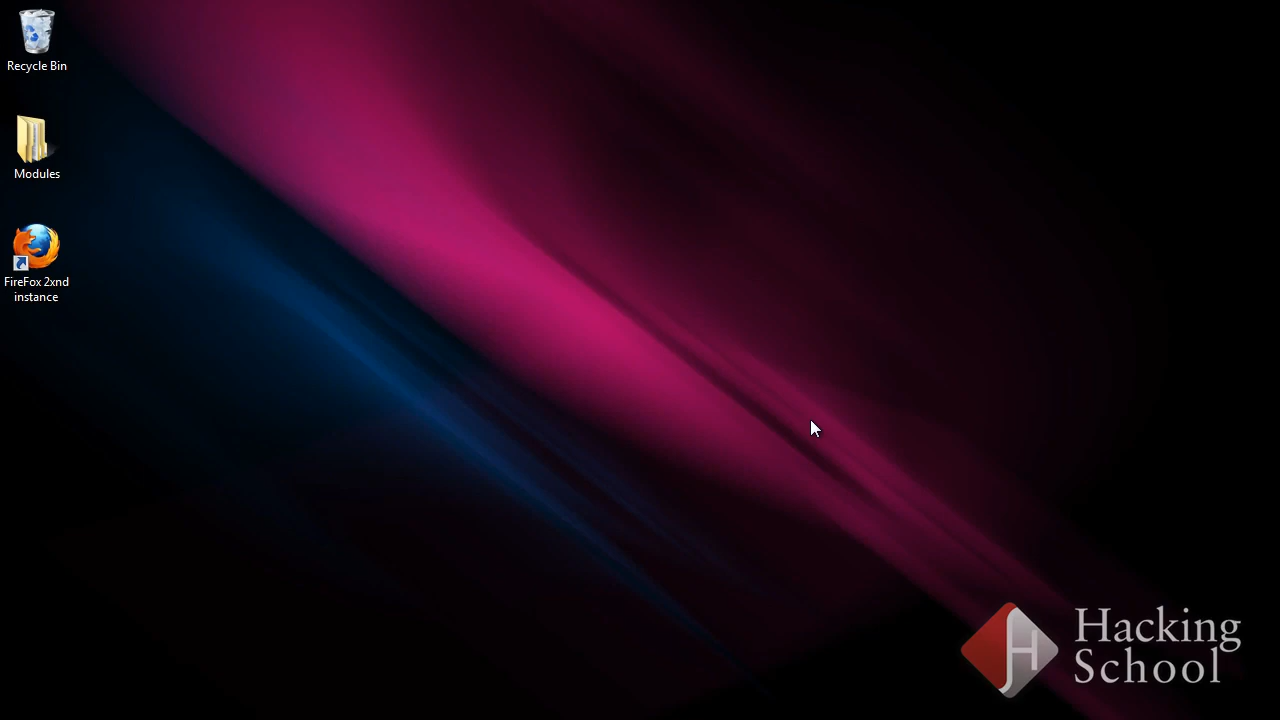 Recycle Bin
Modules
FireFox 2xnd
instance
Hacking
School